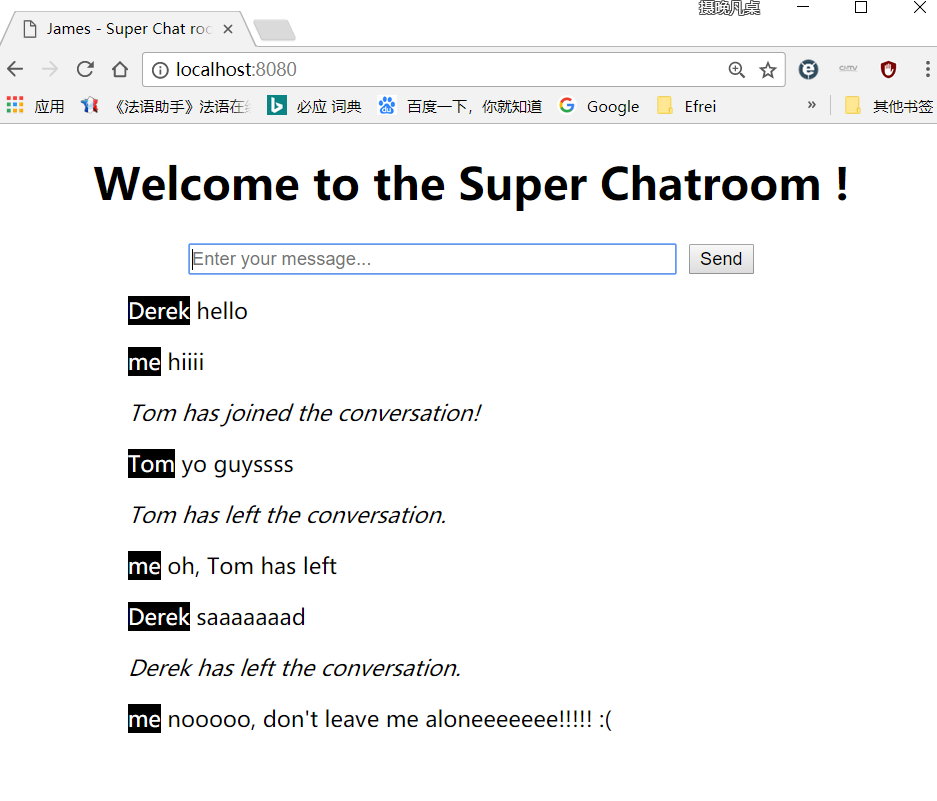 摄晚凡桌
James - Super Chat roo
localhost:8080
应用 《法语助手》法语在线 必应 词典 百度一下，你就知道 Google Efrei » 其他书签
Welcome to the Super Chatroom !
Enter your message... Send
Derek hello
me hiiii
Tom has joined the conversation!
Tom yo guyssss
Tom has left the conversation.
me oh, Tom has left
Derek saaaaaaad
Derek has left the conversation.
me nooooo, don't leave me aloneeeeeee!!!!! :(